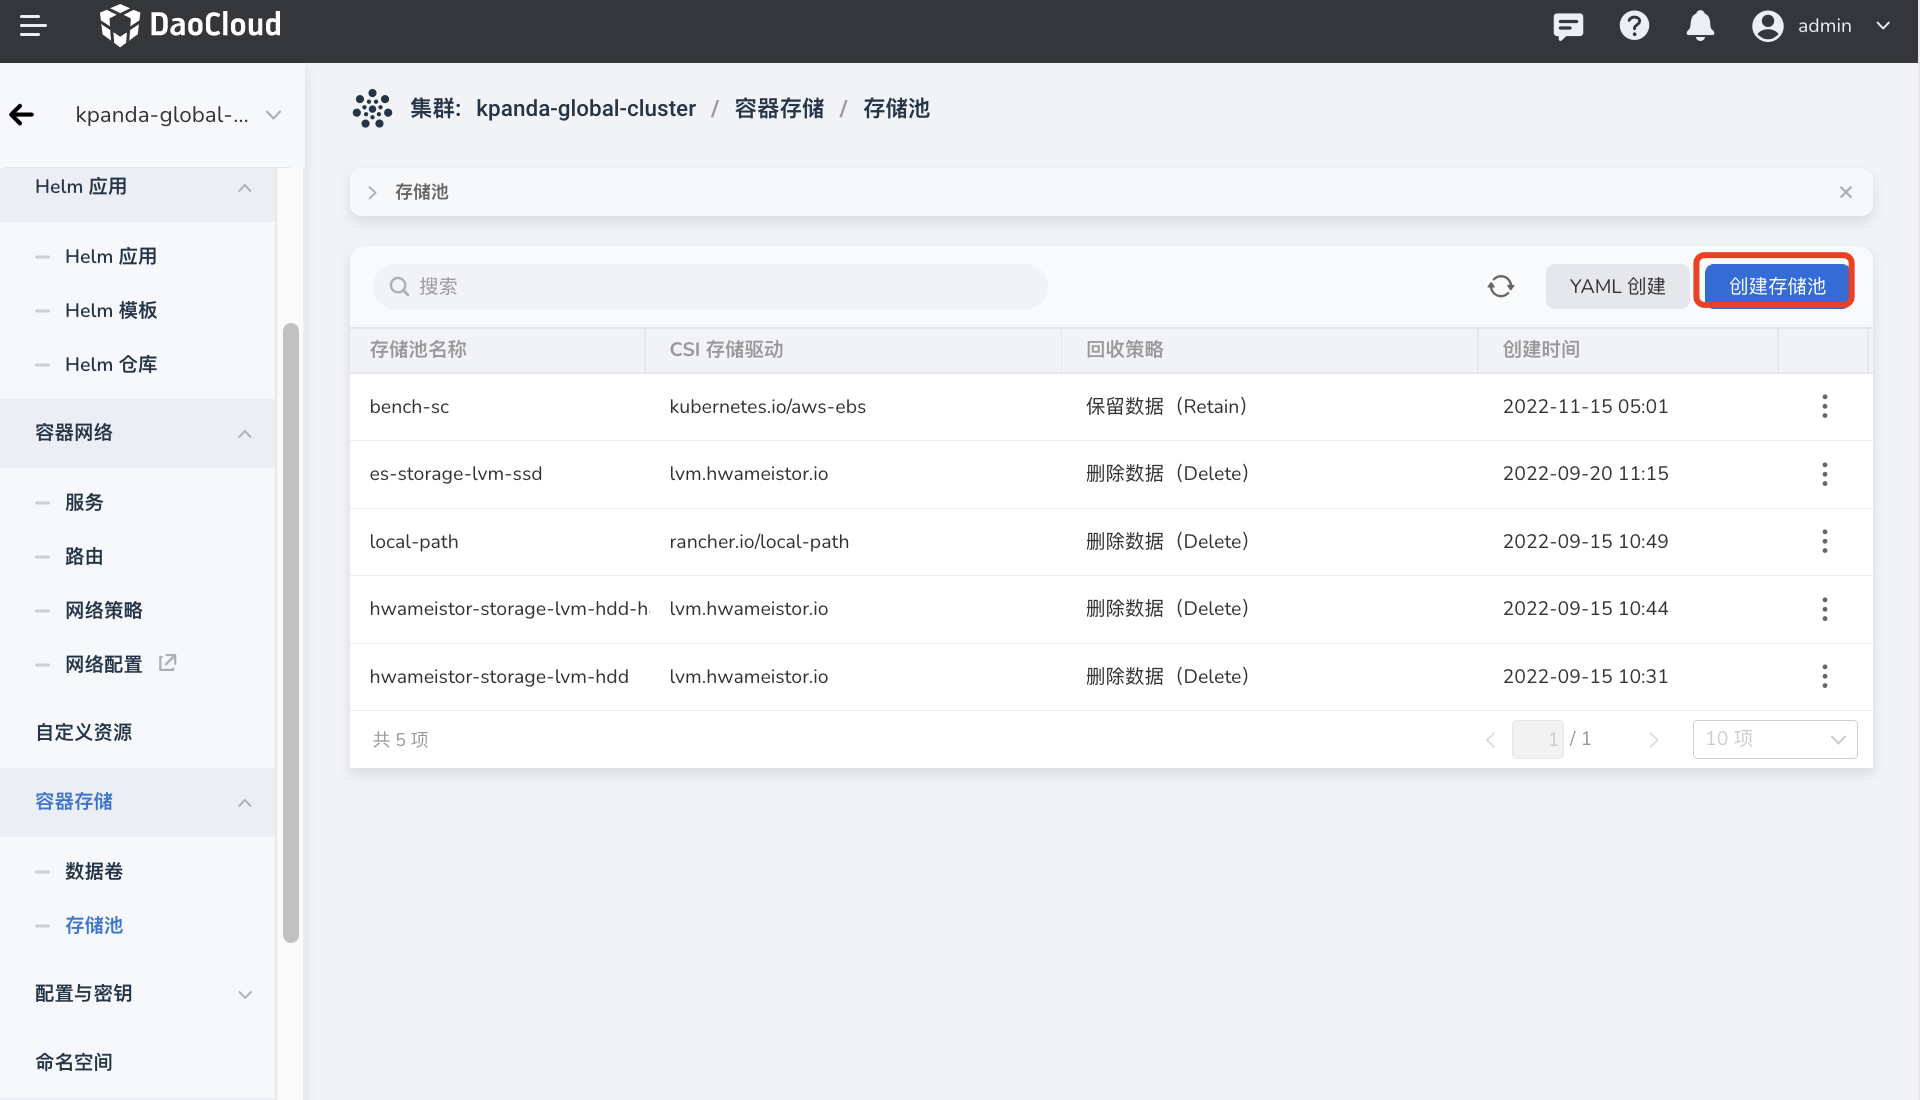 DaoCloud
admin
kpanda-global-...
集群: kpanda-global-cluster / 容器存储 / 存储池
Helm 应用
Helm 应用
Helm 模板
Helm 仓库
容器网络
服务
路由
网络策略
网络配置
自定义资源
容器存储
数据卷
存储池
配置与密钥
命名空间
存储池
搜索
YAML 创建
创建存储池
存储池名称 CSI 存储驱动 回收策略 创建时间
bench-sc kubernetes.io/aws-ebs 保留数据（Retain） 2022-11-15 05:01
es-storage-lvm-ssd lvm.hwameistor.io 删除数据（Delete） 2022-09-20 11:15
local-path rancher.io/local-path 删除数据（Delete） 2022-09-15 10:49
hwameistor-storage-lvm-hdd-h lvm.hwameistor.io 删除数据（Delete） 2022-09-15 10:44
hwameistor-storage-lvm-hdd lvm.hwameistor.io 删除数据（Delete） 2022-09-15 10:31
共 5 项
1 / 1
10 项